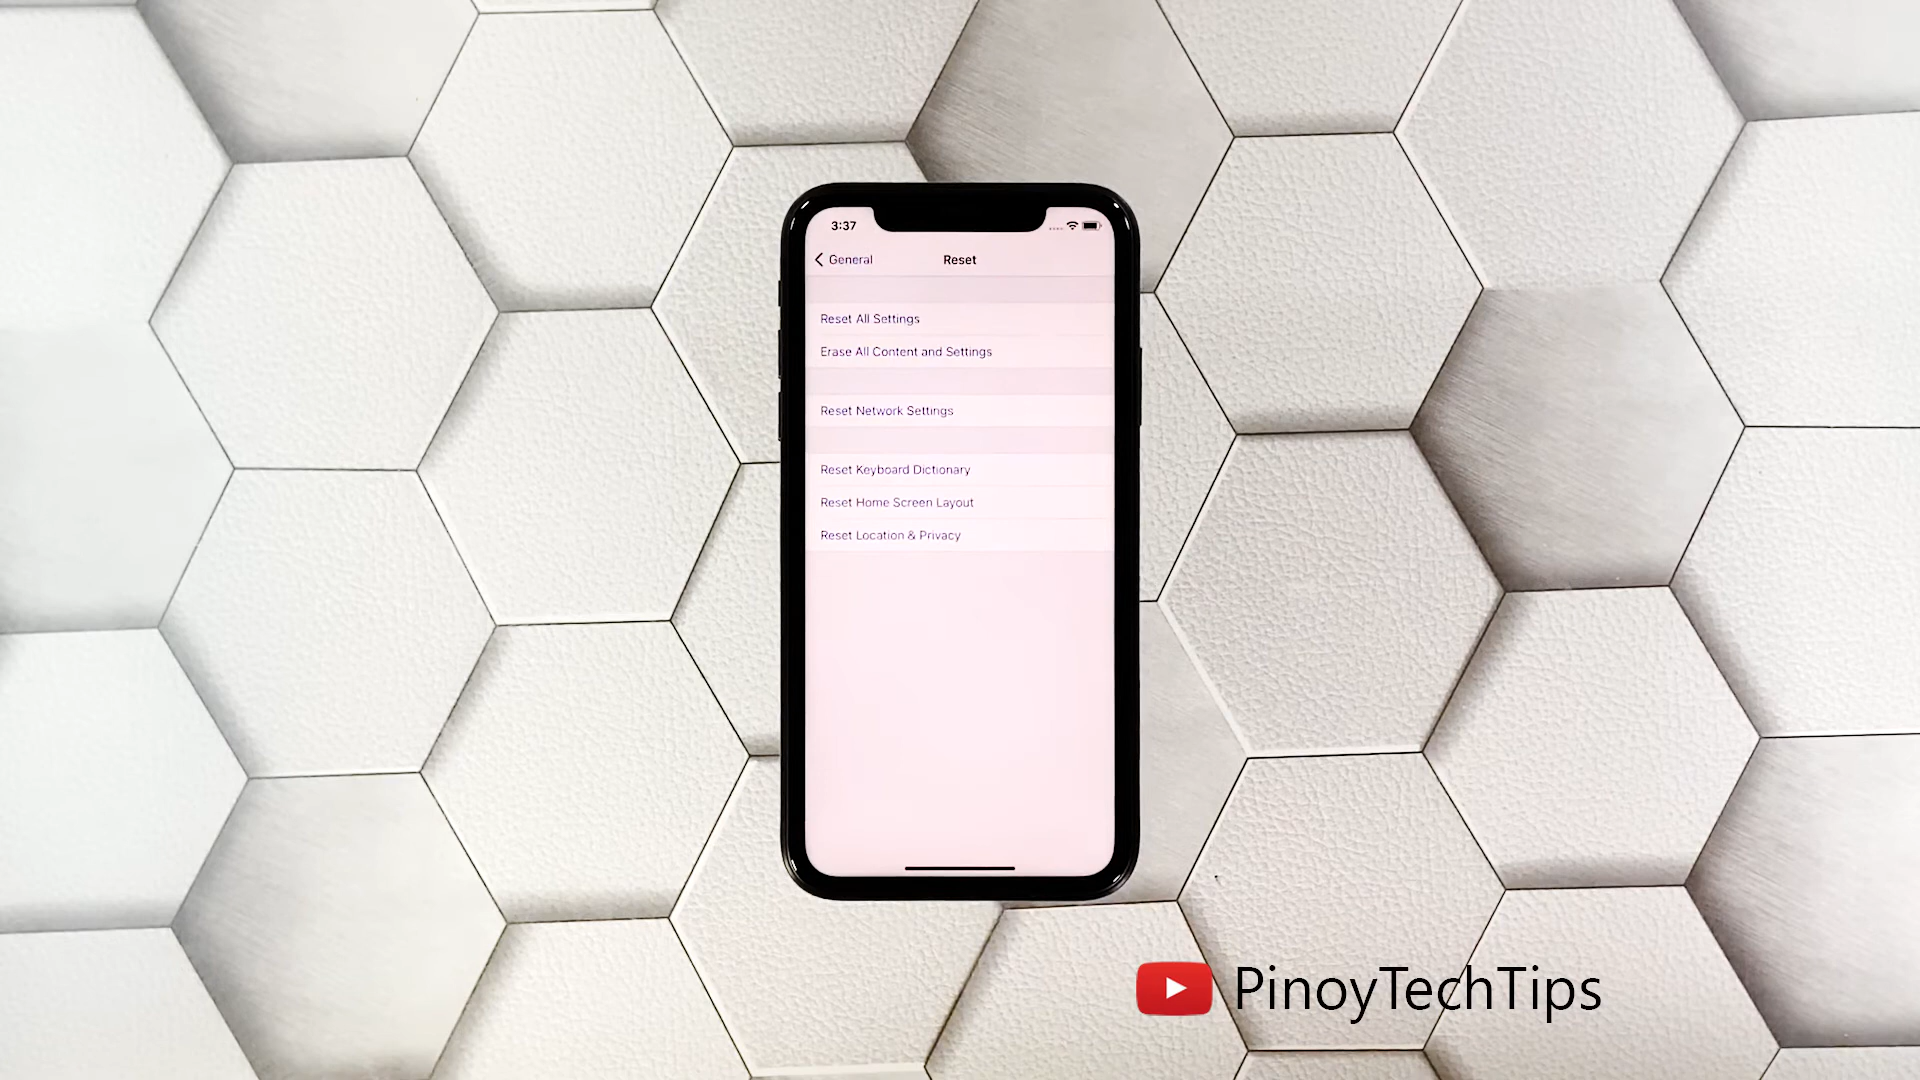 3:37
General
Reset
Reset All Settings
Erase All Content and Settings
Reset Network Settings
Reset Keyboard Dictionary
Reset Home Screen Layout
Reset Location & Privacy
PinoyTechTips